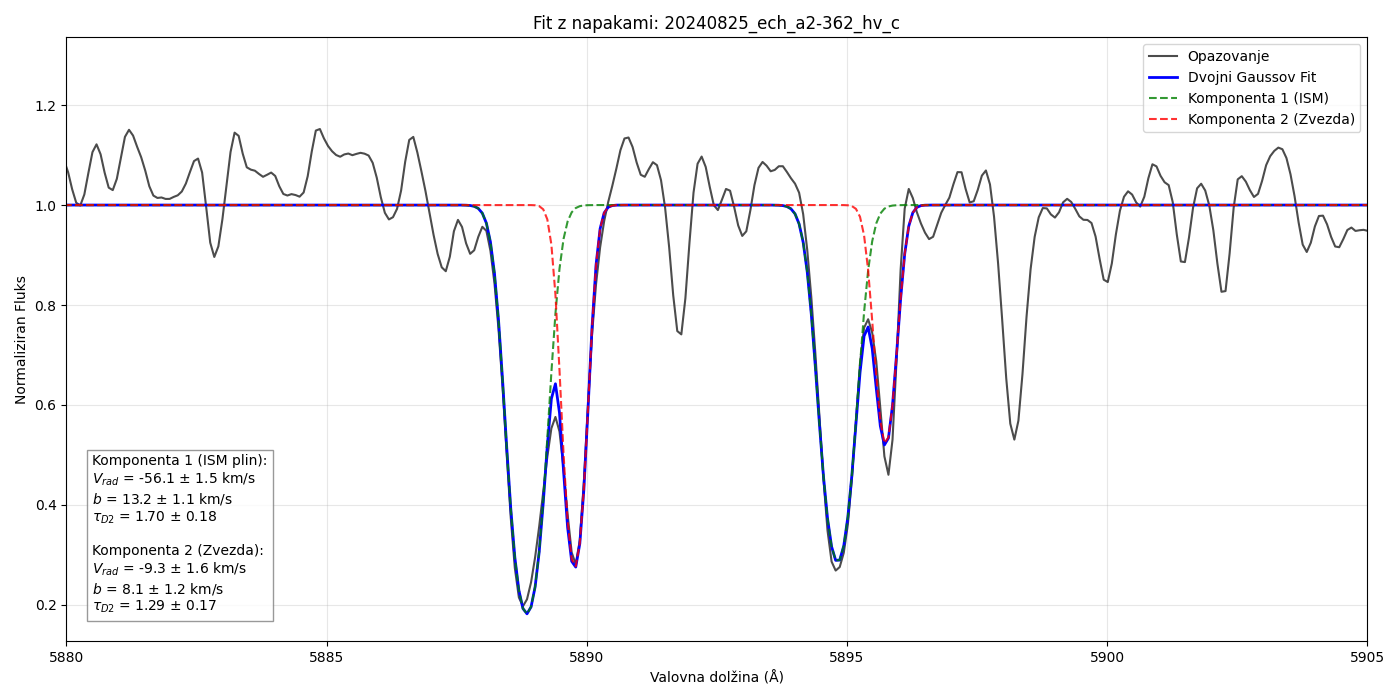 Fit z napakami: 20240825_ech_a2-362_hv_c
Normaliziran Fluks
1.2
1.0
0.8
0.6
0.4
0.2
Opazovanje
Dvojni Gaussov Fit
Komponenta 1 (ISM)
Komponenta 2 (Zvezda)
Komponenta 1 (ISM plin):
V_rad = -56.1 ± 1.5 km/s
b = 13.2 ± 1.1 km/s
τ_D2 = 1.70 ± 0.18
Komponenta 2 (Zvezda):
V_rad = -9.3 ± 1.6 km/s
b = 8.1 ± 1.2 km/s
τ_D2 = 1.29 ± 0.17
5880 5885 5890 5895 5900 5905
Valovna dolžina (Å)